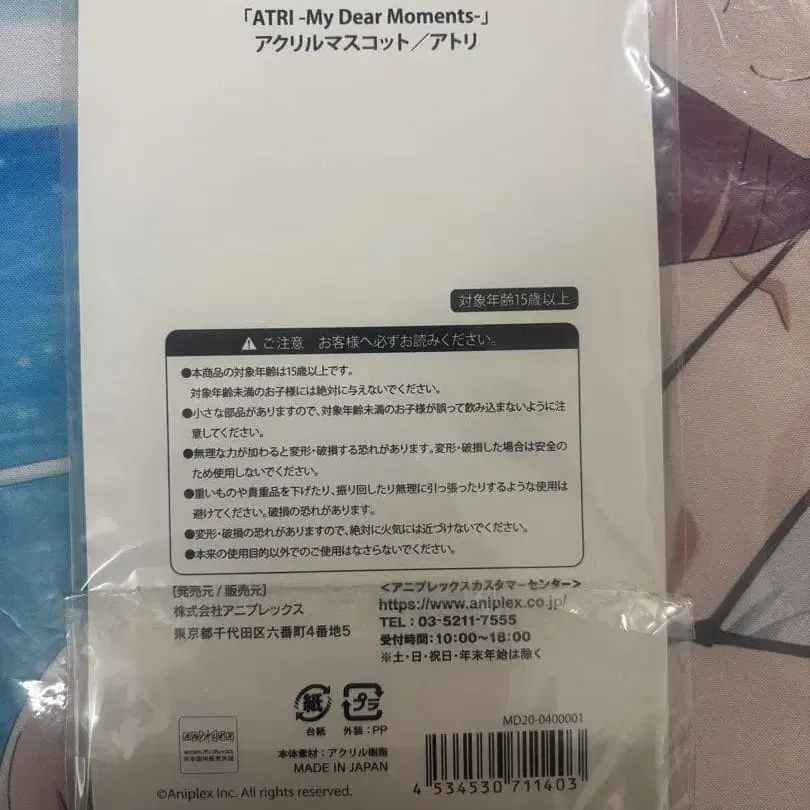 「ATRI -My Dear Moments-」
アクリルマスコット／アトリ
対象年齢15歳以上
ご注意 お客様へ必ずお読みください。
●本商品の対象年齢は15歳以上です。
対象年齢未満のお子様には絶対に与えないでください。
●小さな部品がありますので、対象年齢未満のお子様が誤って飲み込まないように注
意してください。
●無理な力が加わると変形・破損する恐れがあります。変形・破損した場合は安全の
ため使用しないでください。
●重いものや貴重品を下げたり、振り回したり無理に引っ張ったりするような使用は
避けてください。破損の恐れがあります。
●変形・破損の恐れがありますので、絶対に火気には近づけないでください。
●本来の使用目的以外でのご使用はなさらないでください。
［発売元 / 販売元］
株式会社アニプレックス
東京都千代田区六番町4番地5
＜アニプレックスカスタマーセンター＞
https://www.aniplex.co.jp/
TEL：03-5211-7555
受付時間：10:00～18:00
※土・日・祝日・年末年始は除く
紙
台紙
プラ
外装：PP
本体素材：アクリル樹脂
MADE IN JAPAN
ANIPLEX
©Aniplex Inc. All rights reserved.
MD20-0400001
4 534530 711403